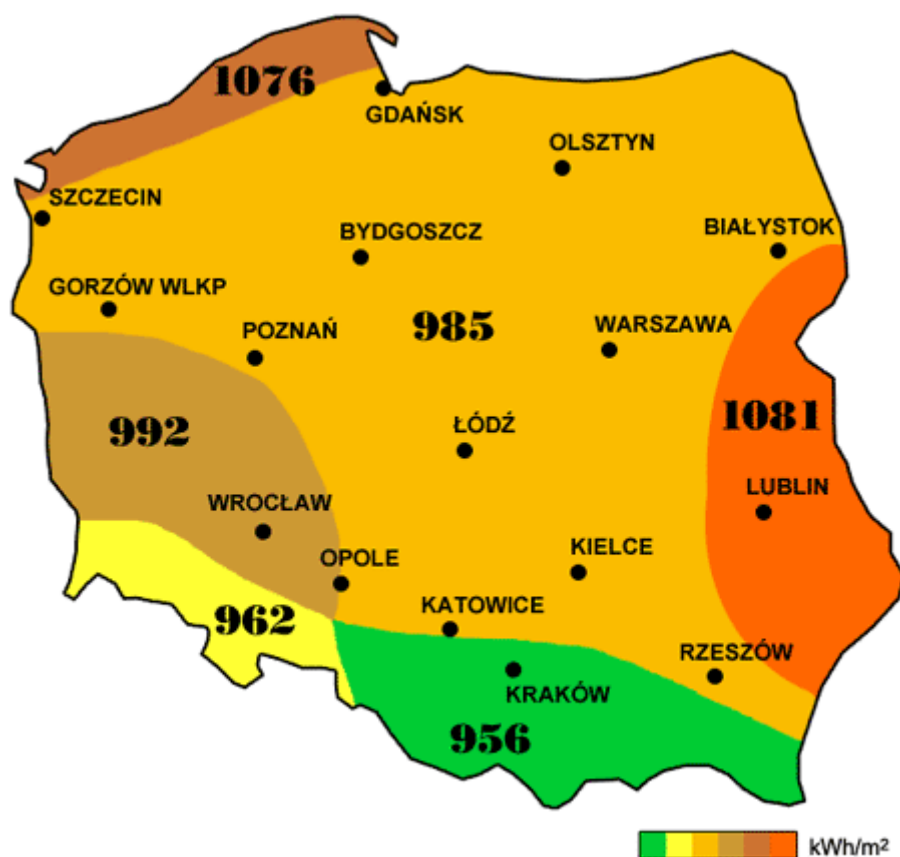 1076
GDAŃSK
OLSZTYN
SZCZECIN
BYDGOSZCZ
BIAŁYSTOK
GORZÓW WLKP
POZNAŃ
985
WARSZAWA
992
ŁÓDŹ
1081
WROCŁAW
LUBLIN
OPOLE
KIELCE
962
KATOWICE
RZESZÓW
KRAKÓW
956
kWh/m²